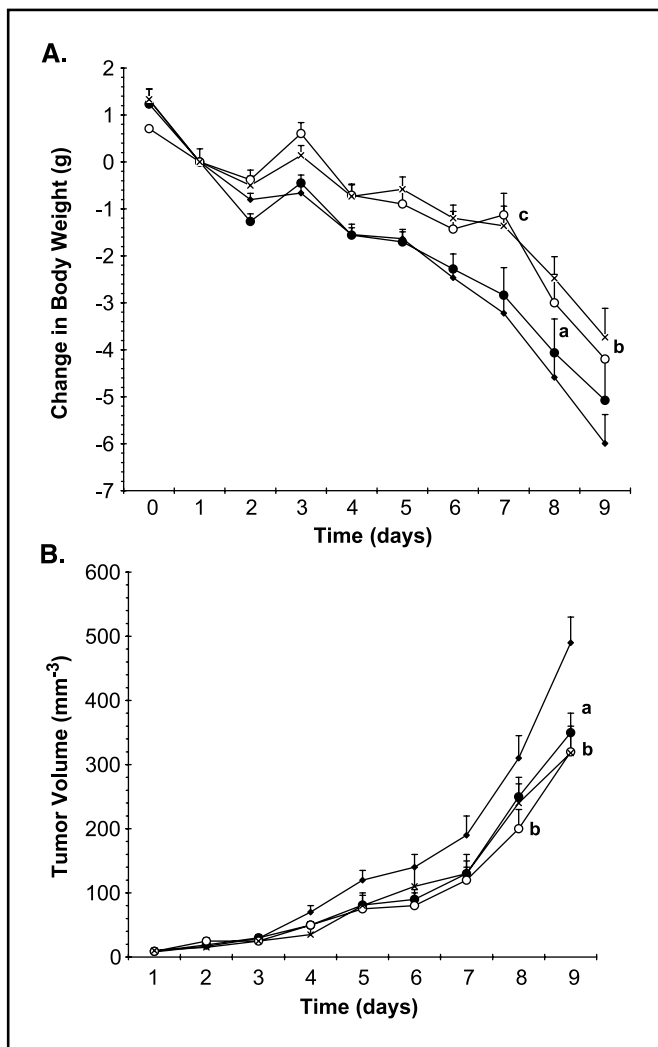 A.
Change in Body Weight (g)
2
1
0
-1
-2
-3
-4
-5
-6
-7
c
a
b
0 1 2 3 4 5 6 7 8 9
Time (days)
B.
Tumor Volume (mm-3)
600
500
400
300
200
100
0
a
b
b
1 2 3 4 5 6 7 8 9
Time (days)